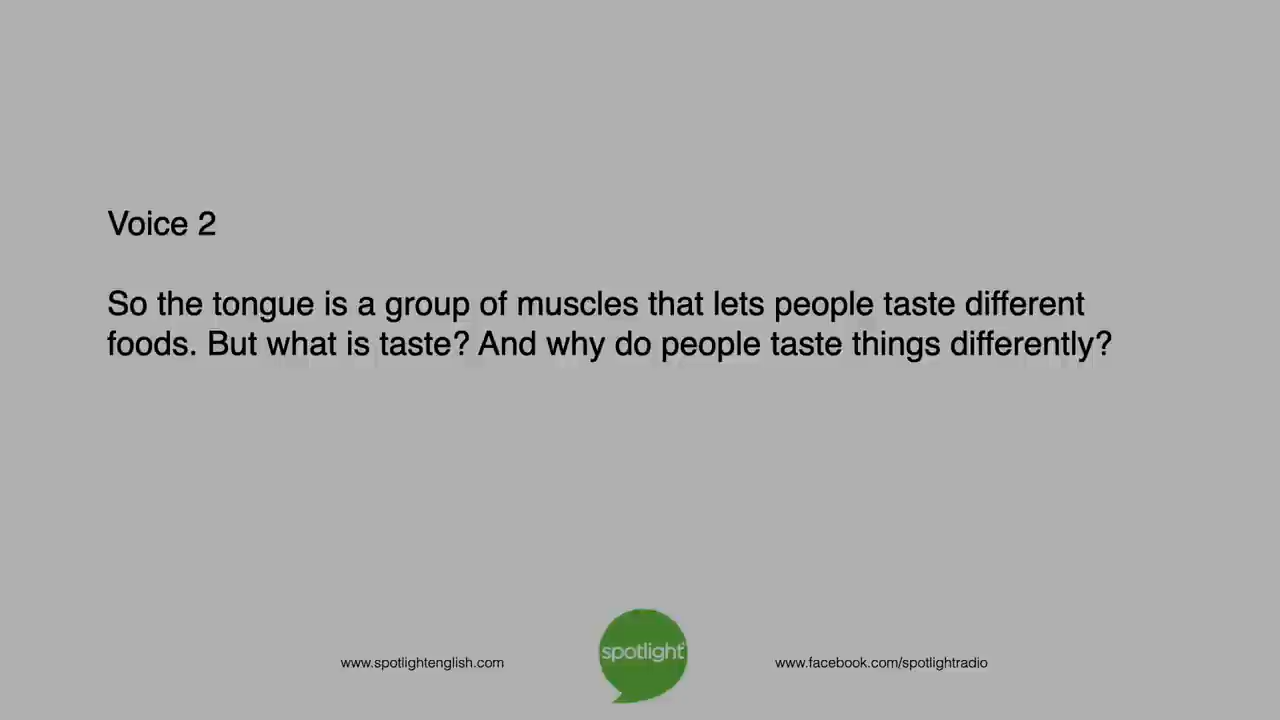 Voice 2
So the tongue is a group of muscles that lets people taste different
foods. But what is taste? And why do people taste things differently?
www.spotlightenglish.com
spotlight
www.facebook.com/spotlightradio